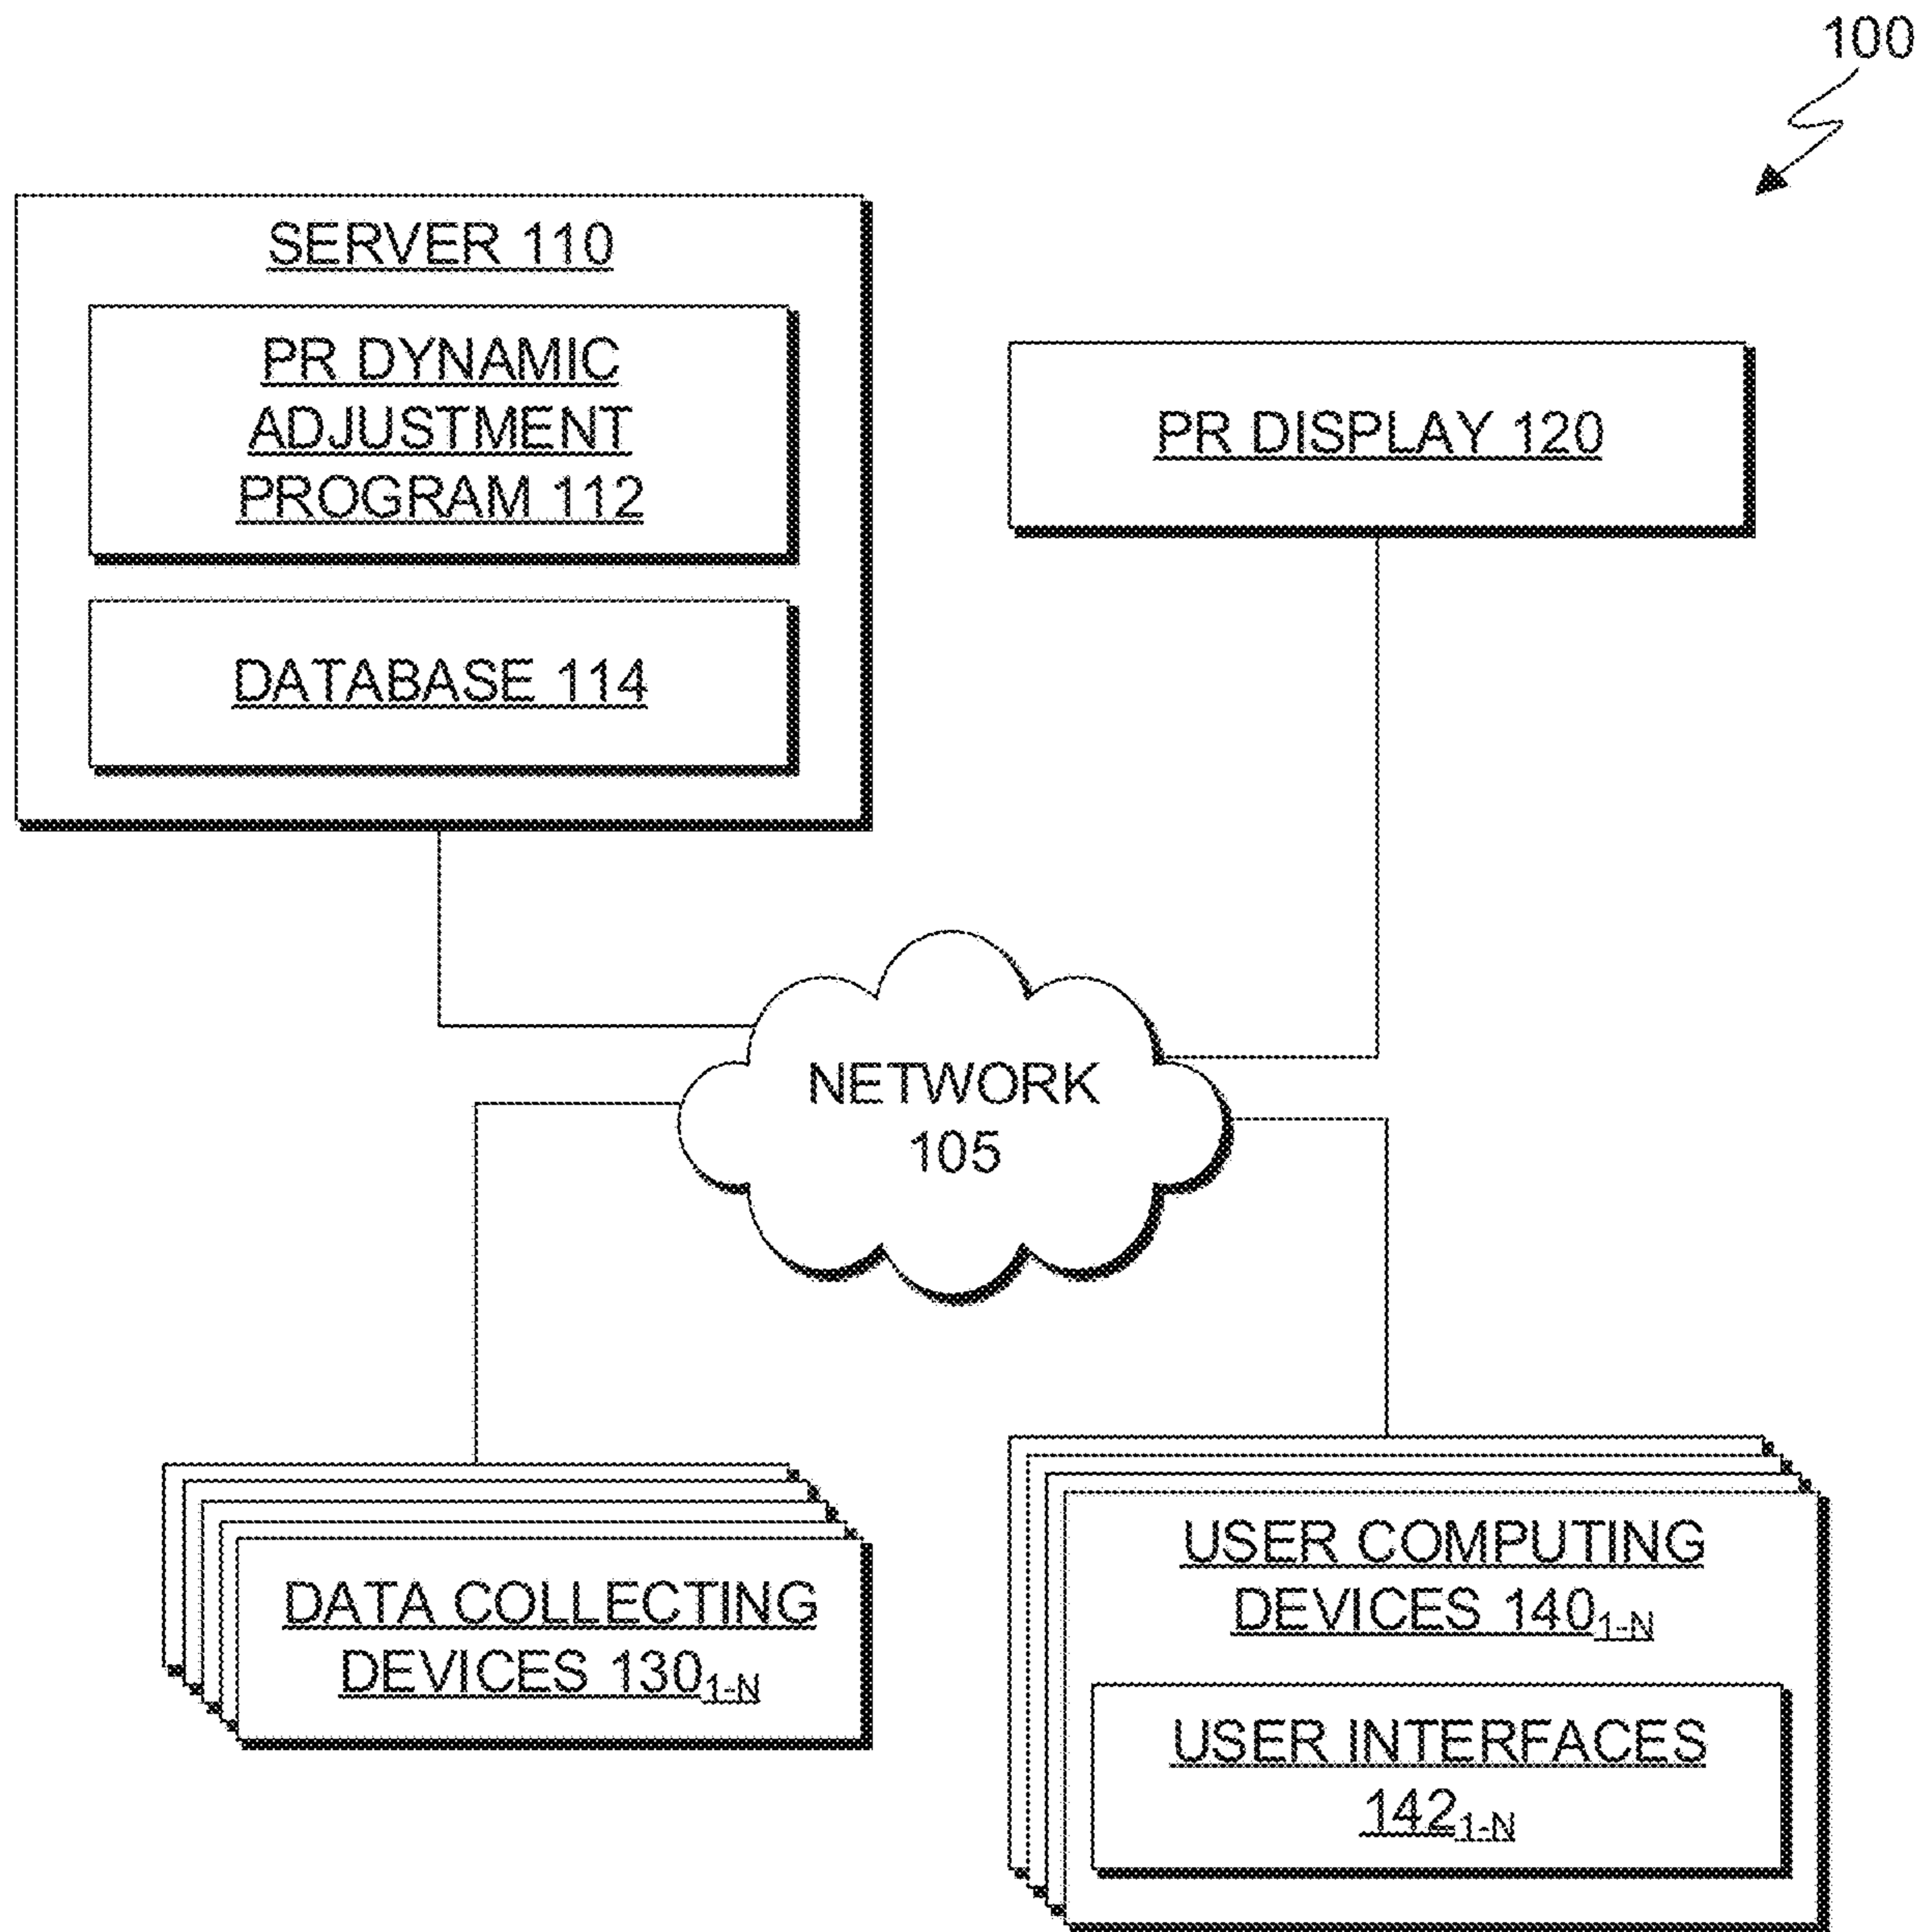 100
SERVER 110
PR DYNAMIC
ADJUSTMENT
PROGRAM 112
DATABASE 114
PR DISPLAY 120
NETWORK
105
DATA COLLECTING
DEVICES 130₁₋N
USER COMPUTING
DEVICES 140₁₋N
USER INTERFACES
142₁₋N